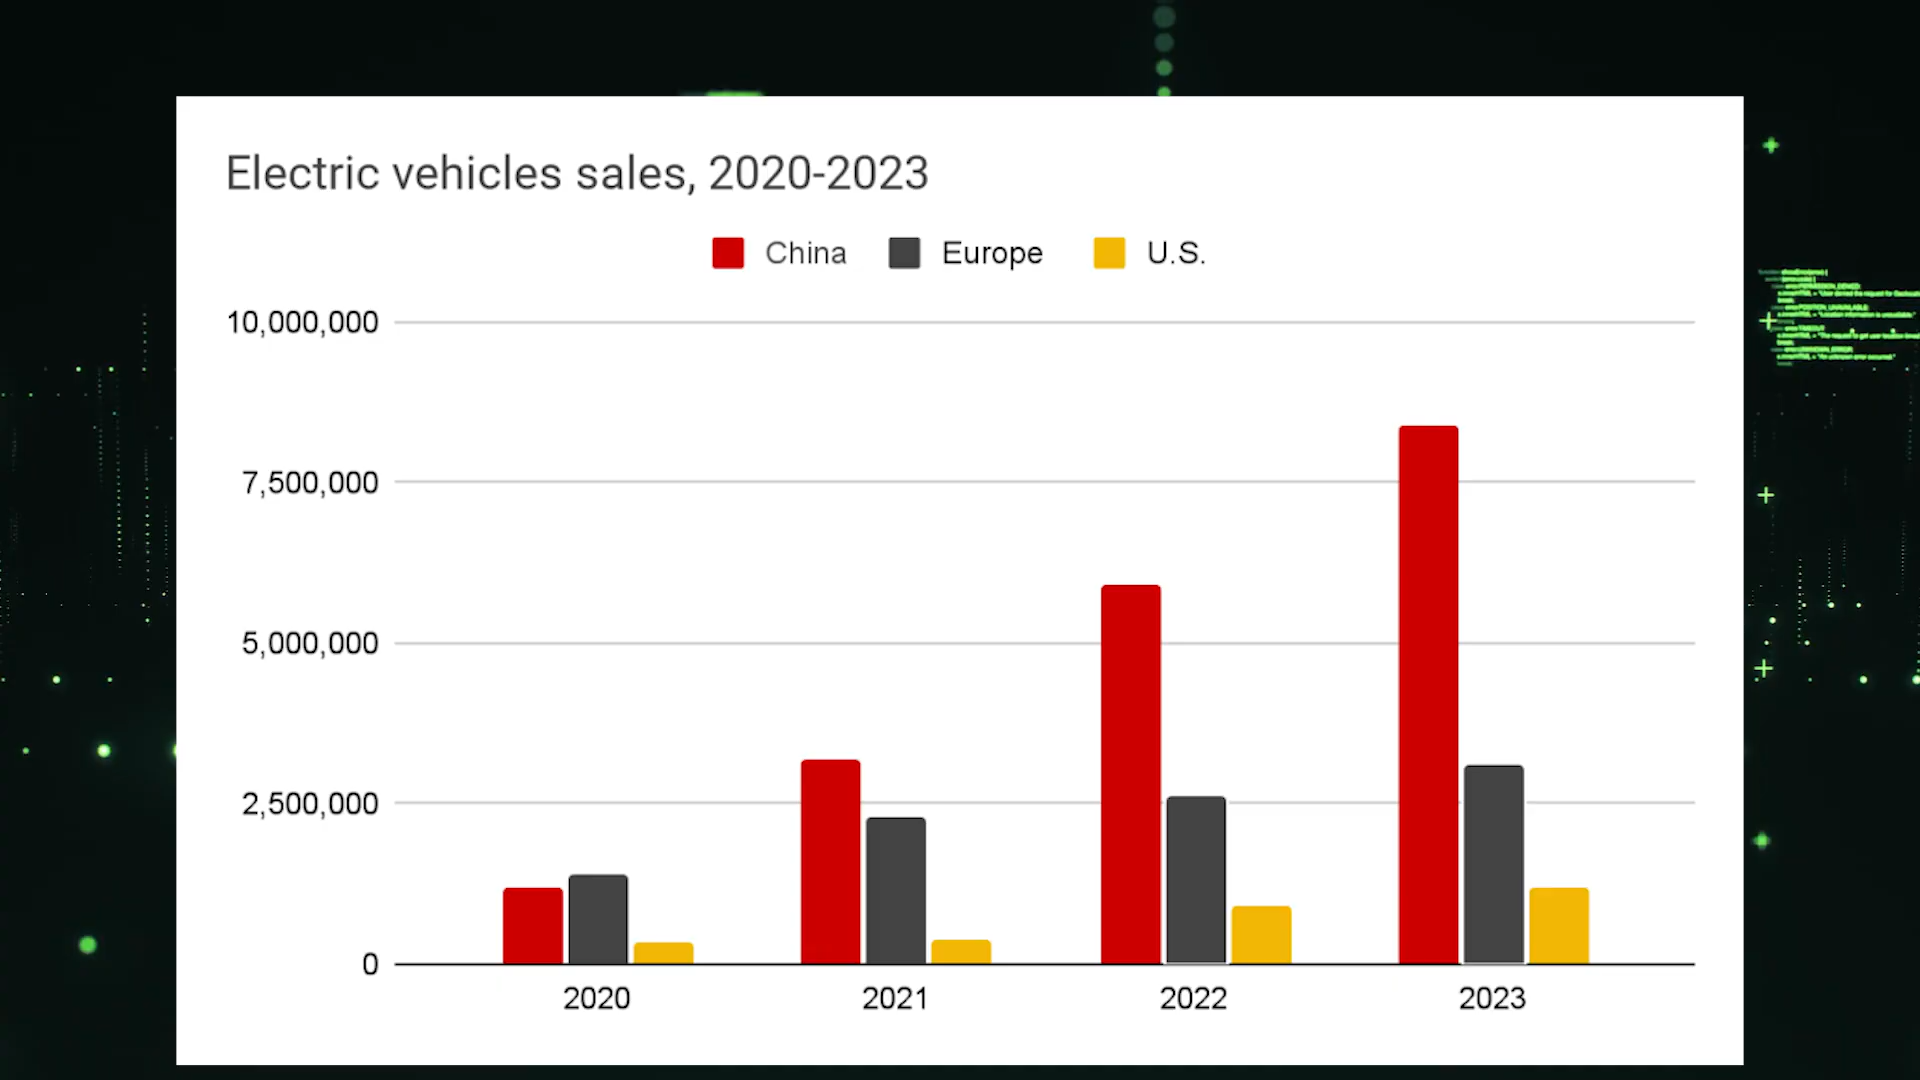 Electric vehicles sales, 2020-2023
China Europe U.S.
10,000,000
7,500,000
5,000,000
2,500,000
0
2020 2021 2022 2023